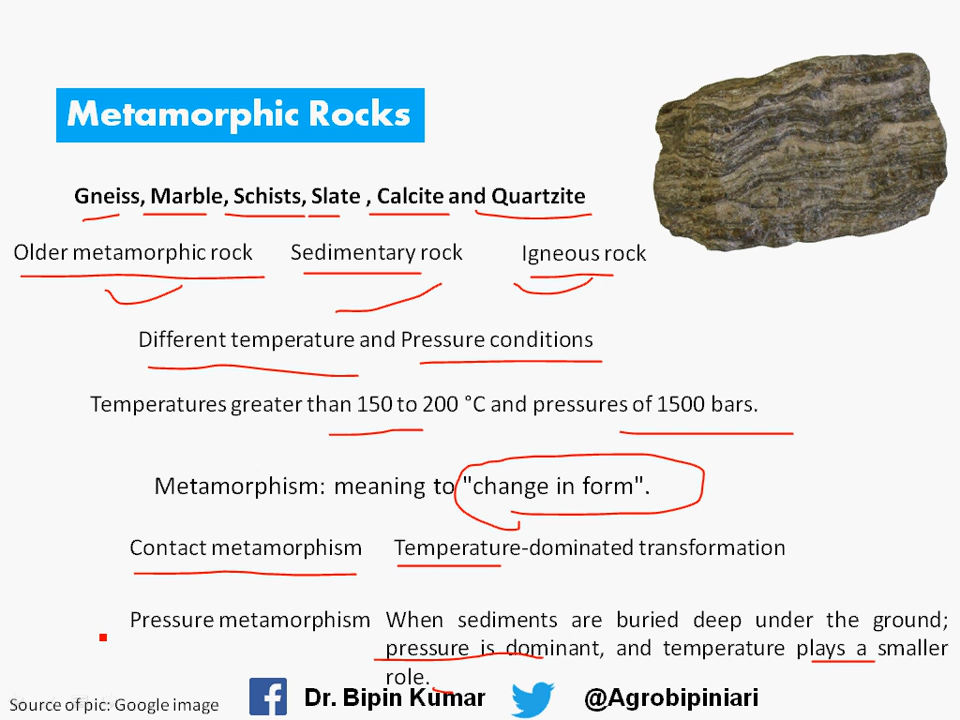 Metamorphic Rocks
Gneiss, Marble, Schists, Slate , Calcite and Quartzite
Older metamorphic rock Sedimentary rock Igneous rock
Different temperature and Pressure conditions
Temperatures greater than 150 to 200 °C and pressures of 1500 bars.
Metamorphism: meaning to "change in form".
Contact metamorphism Temperature-dominated transformation
Pressure metamorphism When sediments are buried deep under the ground;
pressure is dominant, and temperature plays a smaller
role.
Source of pic: Google image Dr. Bipin Kumar @Agrobipiniari